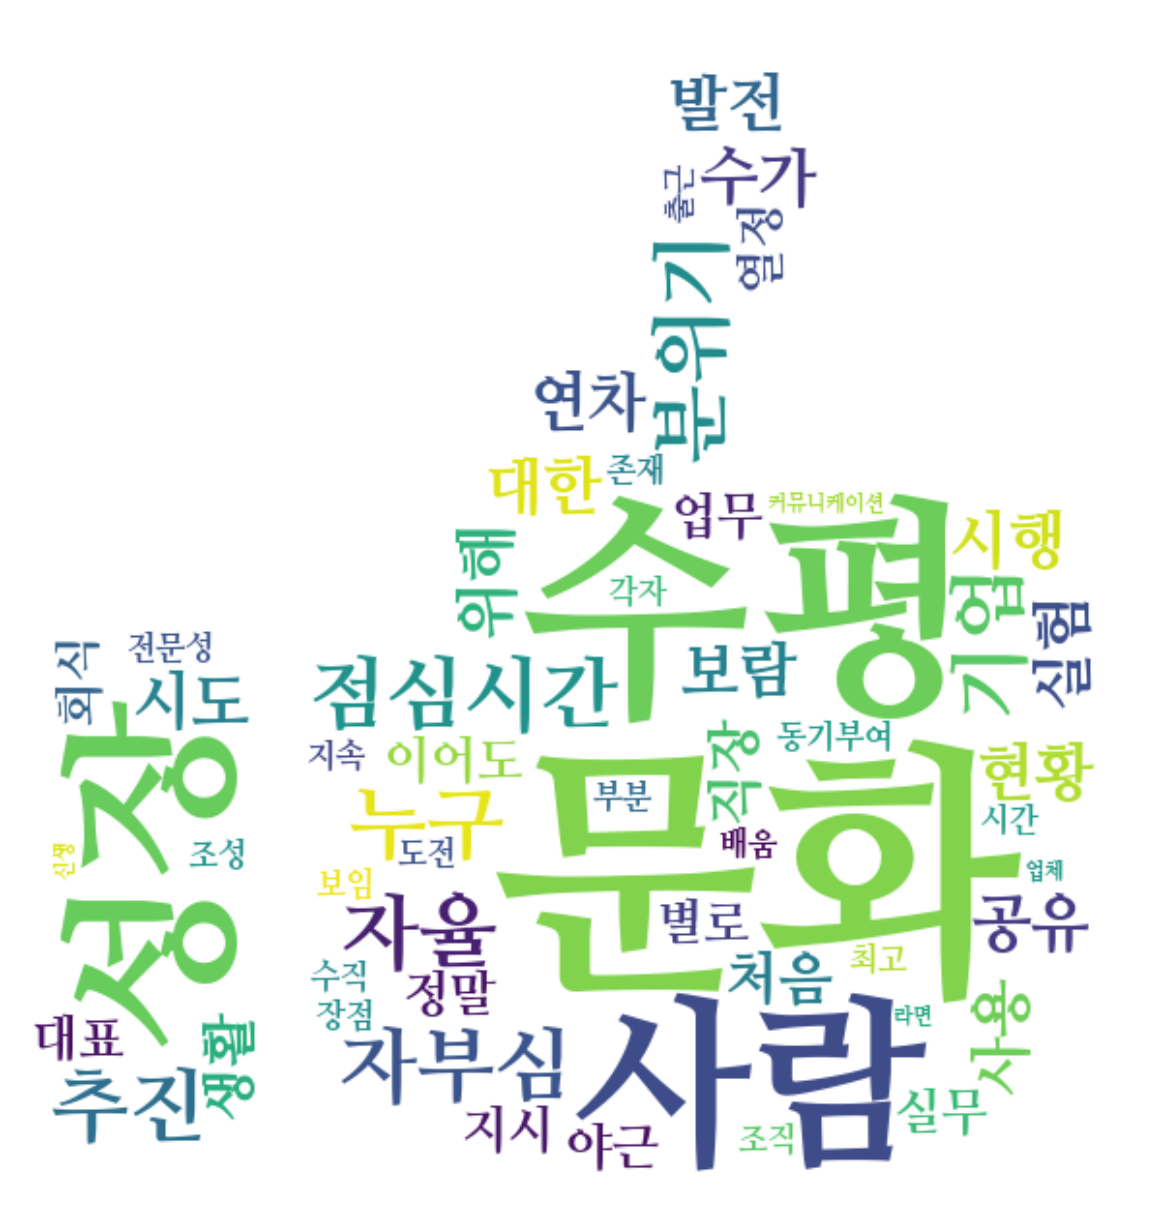 발전
수가
출근
열정
분위기
연차
대한
존재
업무
커뮤니케이션
수평
시행
위해
각자
기업
실험
회식
전문성
시도
점심시간
보람
성장
지속
이어도
직장
동기부여
문화
현황
누구
부분
시간
도전
배움
신생
조성
보임
업체
자율
별로
공유
수직
정말
처음
최고
장점
대표
생활
추진
자부심
사람
라면
사용
지시
야근
조직
실무